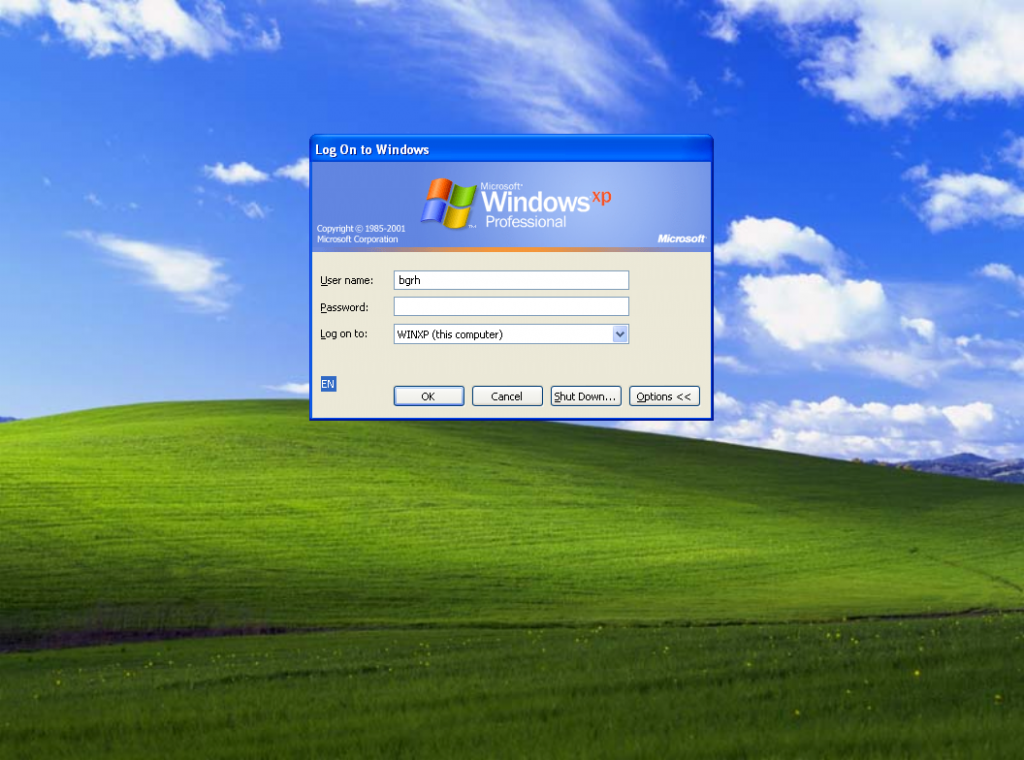 Log On to Windows
Microsoft®
Windows xp
Professional
Copyright © 1985-2001
Microsoft Corporation
Microsoft
User name: bgrh
Password:
Log on to: WINXP (this computer)
EN
OK Cancel Shut Down... Options <<